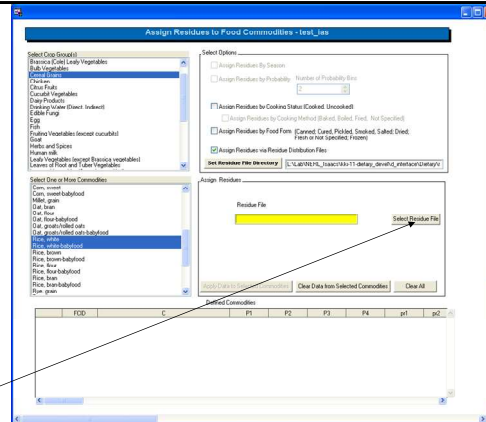 Assign Residues to Food Commodities - test_ias
Select Crop Group(s)
Brassica (Cole) Leafy Vegetables
Bulb Vegetables
Cereal Grains
Chicken
Citrus Fruits
Cucurbit Vegetables
Dairy Products
Drinking Water (Direct, Indirect)
Edible Fungi
Egg
Fish
Fruiting Vegetables (except cucurbits)
Goat
Herbs and Spices
Human milk
Leafy Vegetables (except Brassica vegetables)
Leaves of Root and Tuber Vegetables
Select Options
Assign Residues By Season
Assign Residues by Probability Number of Probability Bins
2
Assign Residues by Cooking Status (Cooked, Uncooked)
Assign Residues by Cooking Method (Baked, Boiled, Fried, Not Specified)
Assign Residues by Food Form (Canned; Cured, Pickled, Smoked, Salted; Dried;
Fresh or Not Specified; Frozen)
Assign Residues via Residue Distribution Files
Set Residue File Directory
Select One or More Commodities
Corn, sweet
Corn, sweet-babyfood
Millet, grain
Oat, bran
Oat, flour
Oat, flour-babyfood
Oat, groats/rolled oats
Oat, groats/rolled oats-babyfood
Rice, white
Rice, white-babyfood
Rice, brown
Rice, brown-babyfood
Rice, flour
Rice, flour-babyfood
Rice, bran
Rice, bran-babyfood
Rye, grain
Assign Residues
Residue File
Select Residue File
Apply Data to Selected Commodities Clear Data from Selected Commodities Clear All
Defined Commodities
FCID C P1 P2 P3 P4 pr1 pr2